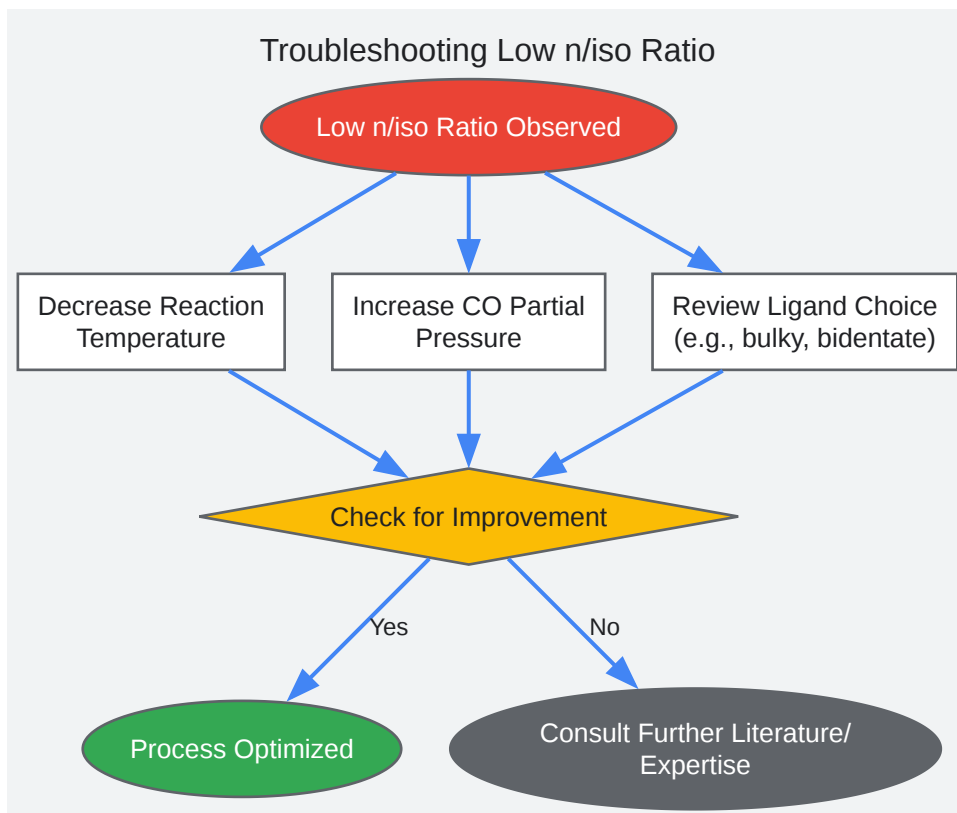 Troubleshooting Low n/iso Ratio
Low n/iso Ratio Observed
Decrease Reaction
Temperature
Increase CO Partial
Pressure
Review Ligand Choice
(e.g., bulky, bidentate)
Check for Improvement
Yes
No
Process Optimized
Consult Further Literature/
Expertise